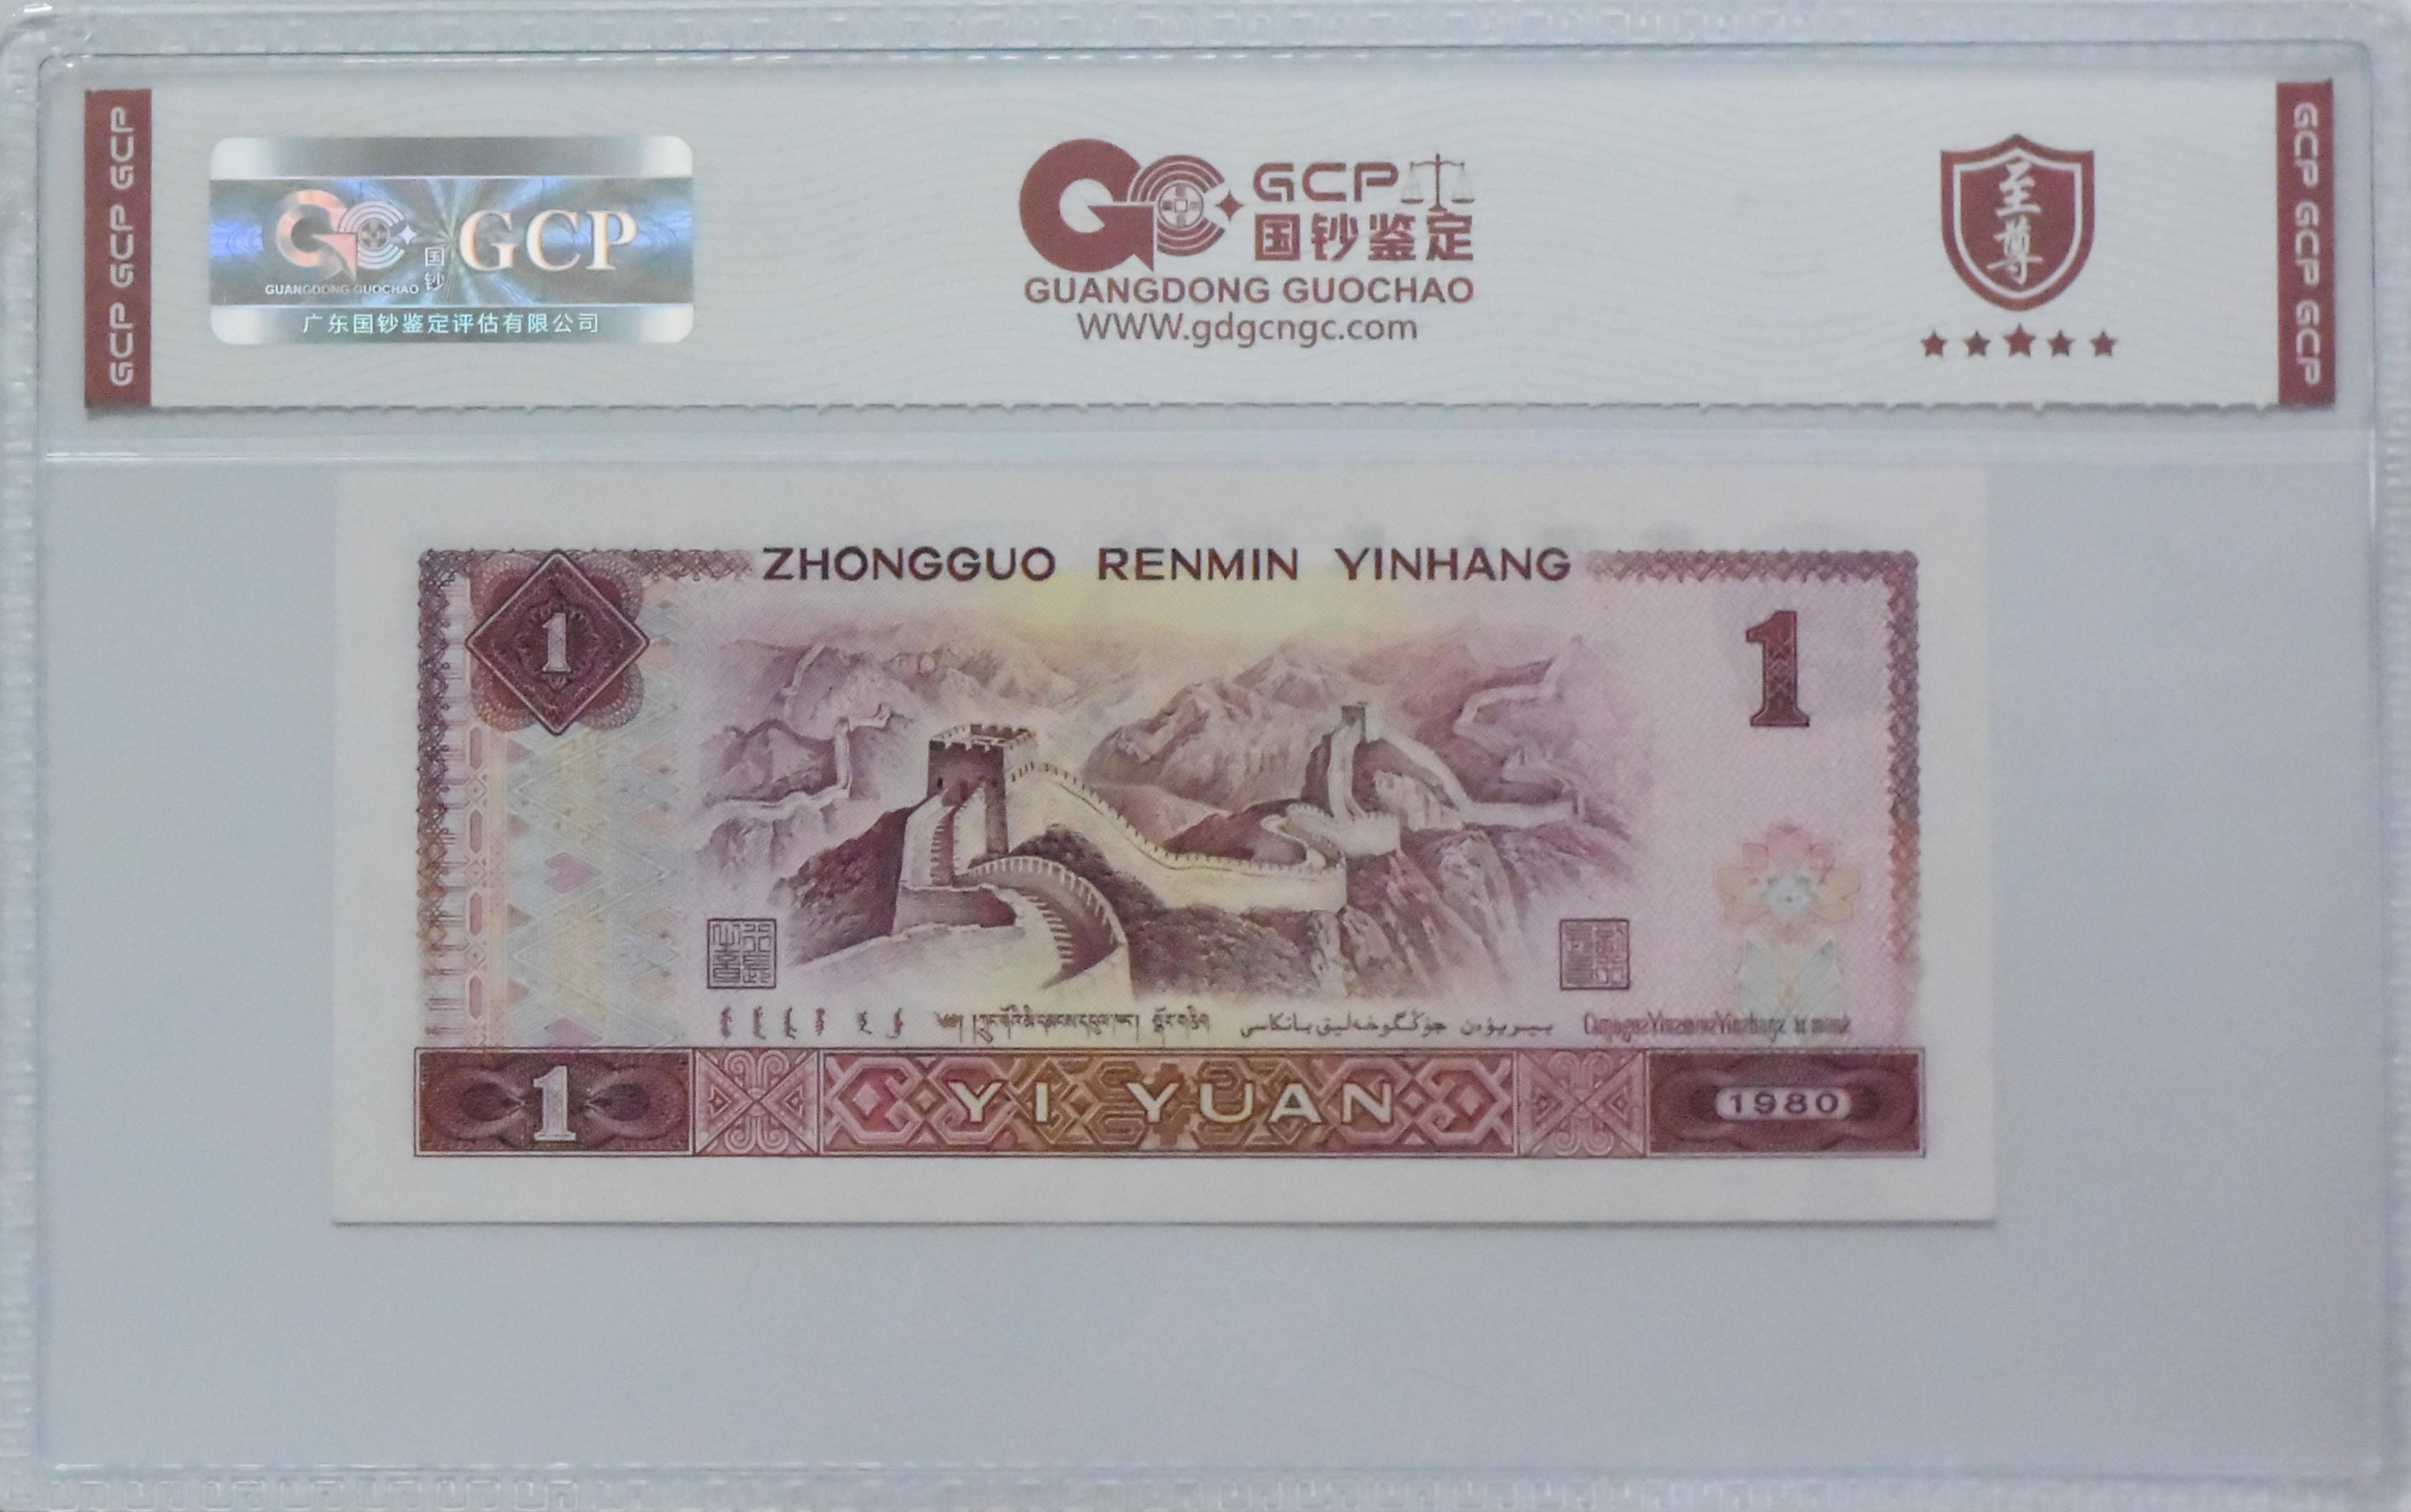 GCP GCP GCP
GCP
国钞
GUANGDONG GUOCHAO
广东国钞鉴定评估有限公司
GCP
国钞鉴定
GUANGDONG GUOCHAO
WWW.gdgcngc.com
至尊
GCP GCP GCP
ZHONGGUO RENMIN YINHANG
1
1
1
YI YUAN
1980